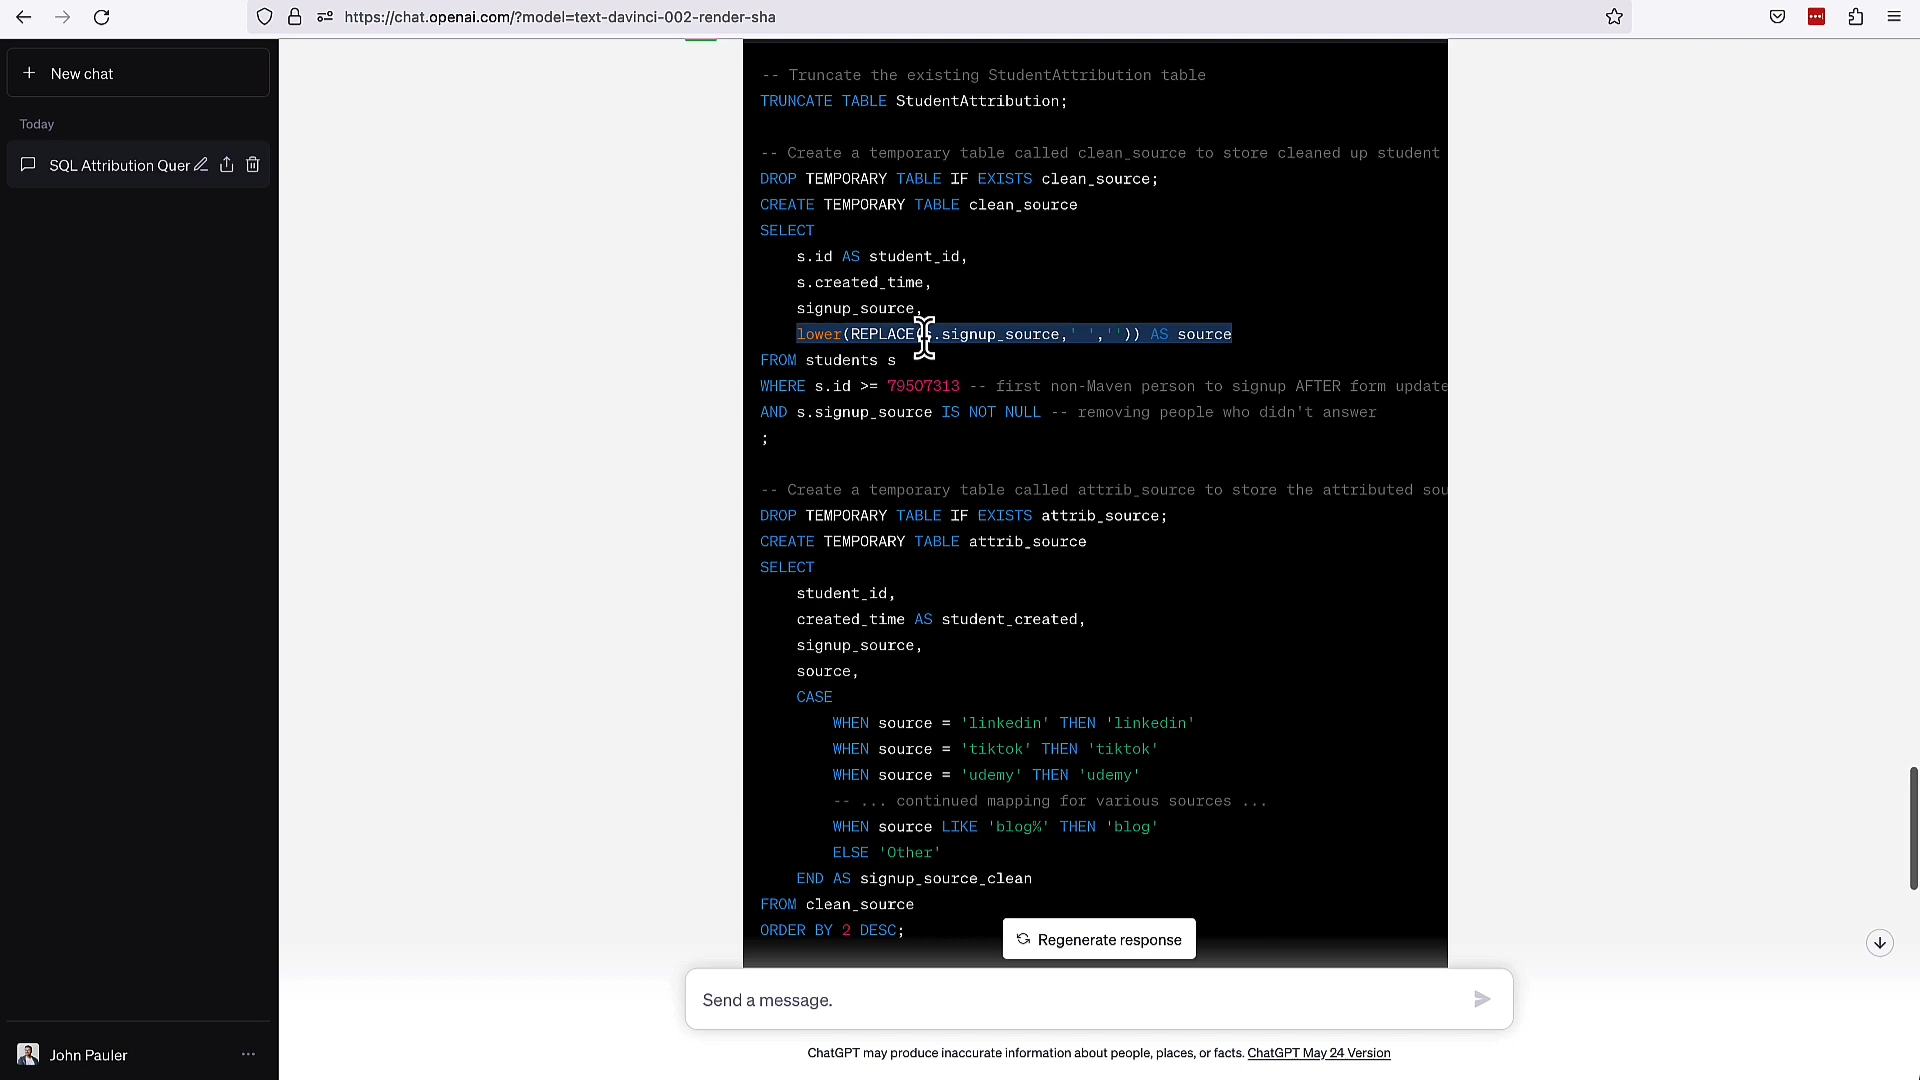 https://chat.openai.com/?model=text-davinci-002-render-sha
New chat
Today
SQL Attribution Quer
-- Truncate the existing StudentAttribution table
TRUNCATE TABLE StudentAttribution;
-- Create a temporary table called clean_source to store cleaned up student
DROP TEMPORARY TABLE IF EXISTS clean_source;
CREATE TEMPORARY TABLE clean_source
SELECT
s.id AS student_id,
s.created_time,
signup_source,
lower(REPLACE(s.signup_source,' ','')) AS source
FROM students s
WHERE s.id >= 79507313 -- first non-Maven person to signup AFTER form update
AND s.signup_source IS NOT NULL -- removing people who didn't answer
;
-- Create a temporary table called attrib_source to store the attributed sou
DROP TEMPORARY TABLE IF EXISTS attrib_source;
CREATE TEMPORARY TABLE attrib_source
SELECT
student_id,
created_time AS student_created,
signup_source,
source,
CASE
WHEN source = 'linkedin' THEN 'linkedin'
WHEN source = 'tiktok' THEN 'tiktok'
WHEN source = 'udemy' THEN 'udemy'
-- ... continued mapping for various sources ...
WHEN source LIKE 'blog%' THEN 'blog'
ELSE 'Other'
END AS signup_source_clean
FROM clean_source
ORDER BY 2 DESC;
Regenerate response
Send a message.
John Pauler
ChatGPT may produce inaccurate information about people, places, or facts. ChatGPT May 24 Version